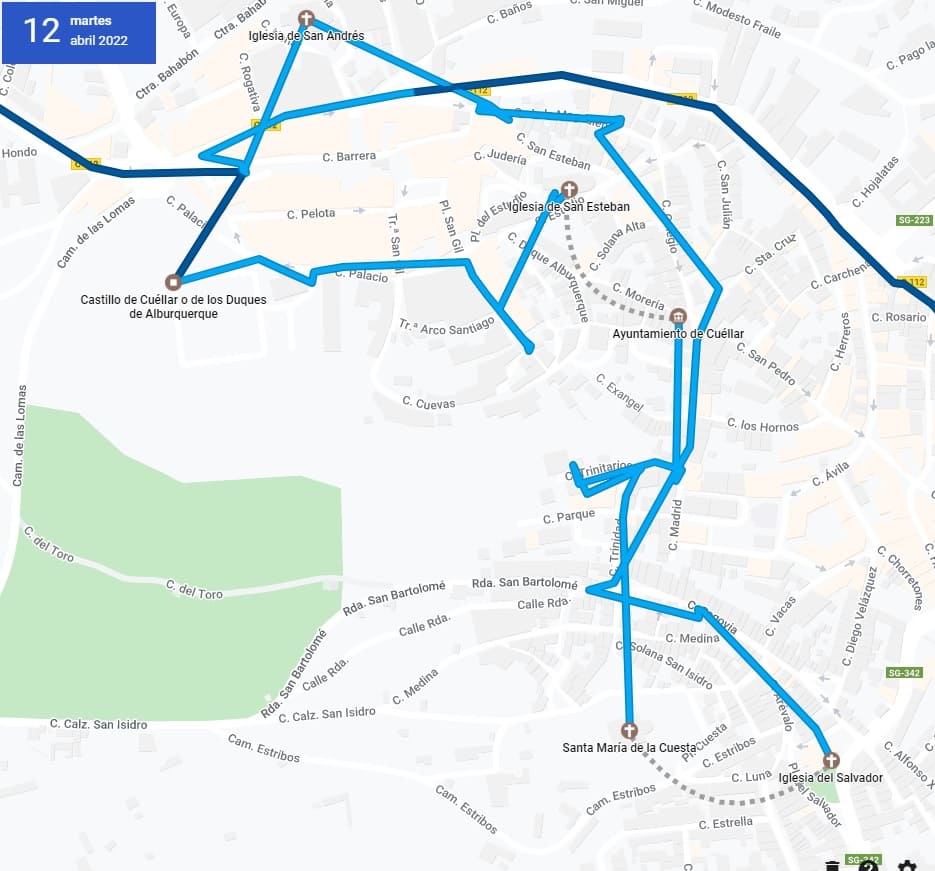 12 martes
abril 2022
C. Baños
C. San Miguel
C. Modesto Fraile
Ctra. Bahabón
Iglesia de San Andrés
C. Rogativa
C. Pago la
Hondo
C. Barrera
C. Judería
C. San Esteban
C. San Julián
C. Hojalatas
Cam. de las Lomas
C. Palacio
C. Pelota
Tr.ª San Gil
Pl. San Gil
Pl. del Estudio
Iglesia de San Esteban
C. Colegio
SG-223
C. Solana Alta
C. Sta. Cruz
C. Duque Alburquerque
C. Palacio
C. Carchena
Castillo de Cuéllar o de los Duques
de Alburquerque
C. Morería
Ayuntamiento de Cuéllar
C. Rosario
Tr.ª Arco Santiago
C. Herreros
C. San Pedro
C. Exangel
C. Cuevas
C. los Hornos
Cam. de las Lomas
C. Trinitarios
C. Ávila
C. Parque
C. Madrid
C. Trinidad
C. del Toro
C. Chorretones
C. del Toro
Rda. San Bartolomé
Rda. San Bartolomé
Calle Rda.
C. Segovia
C. Vacas
C. Diego Velázquez
Calle Rda.
C. Medina
Rda. San Bartolomé
Calle Rda.
C. Solana San Isidro
C. Medina
SG-342
C. Arévalo
C. Calz. San Isidro
C. Calz. San Isidro
Cam. Estribos
Santa María de la Cuesta
Pl. Cuesta
C. Estribos
C. Alfonso X
C. Luna
Iglesia del Salvador
Pl. del Salvador
Cam. Estribos
Cam. Estribos
C. Estrella
SG-342